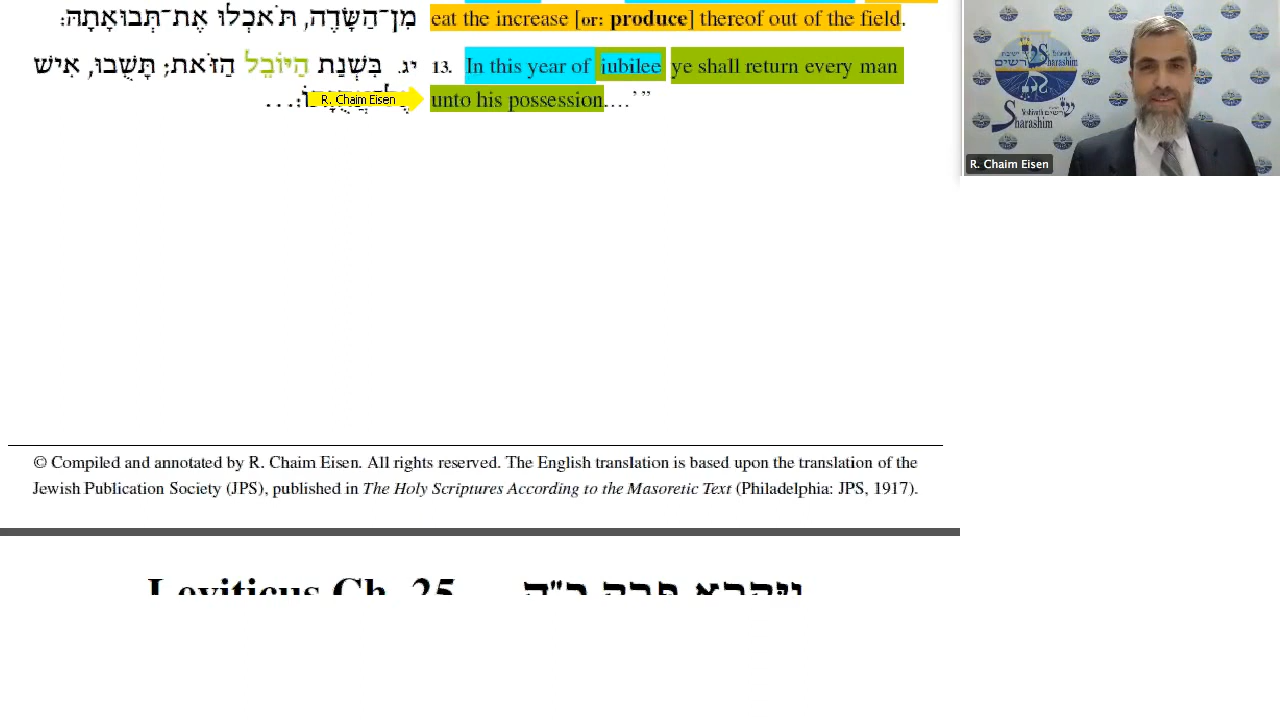 מִן־הַשָּׂדֶה, תֹּאכְלוּ אֶת־תְּבוּאָתָהּ׃
eat the increase [or: produce] thereof out of the field.
יג. בִּשְׁנַת הַיּוֹבֵל הַזֹּאת; תָּשֻׁבוּ, אִישׁ
13. In this year of jubilee ye shall return every man
R. Chaim Eisen
unto his possession....’”
© Compiled and annotated by R. Chaim Eisen. All rights reserved. The English translation is based upon the translation of the
Jewish Publication Society (JPS), published in The Holy Scriptures According to the Masoretic Text (Philadelphia: JPS, 1917).
Leviticus Ch. 25 ויקרא פרק כ"ה
Yeshivath Sharashim
R. Chaim Eisen